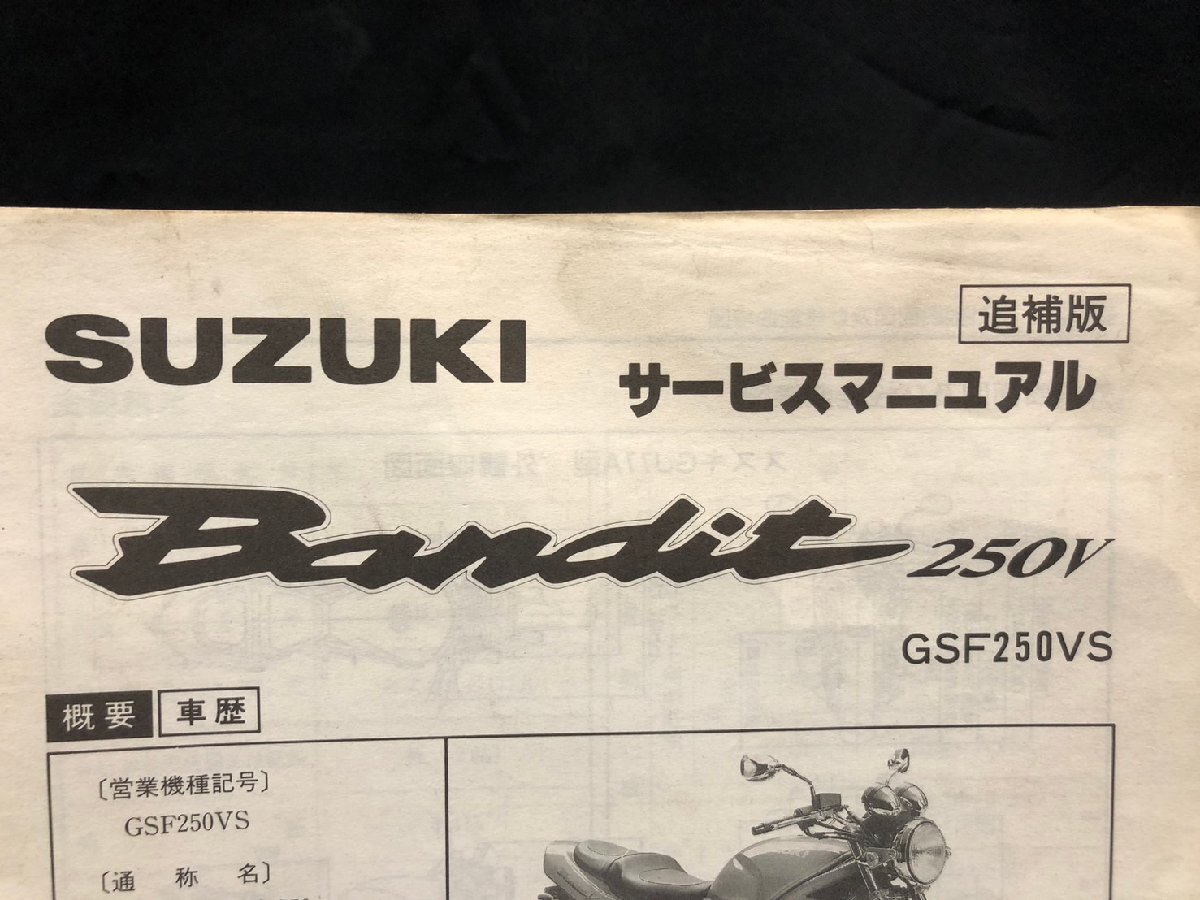 SUZUKI
追補版
サービスマニュアル
Bandit 250V
GSF250VS
概要 車歴
〔営業機種記号〕
GSF250VS
〔通 称 名〕